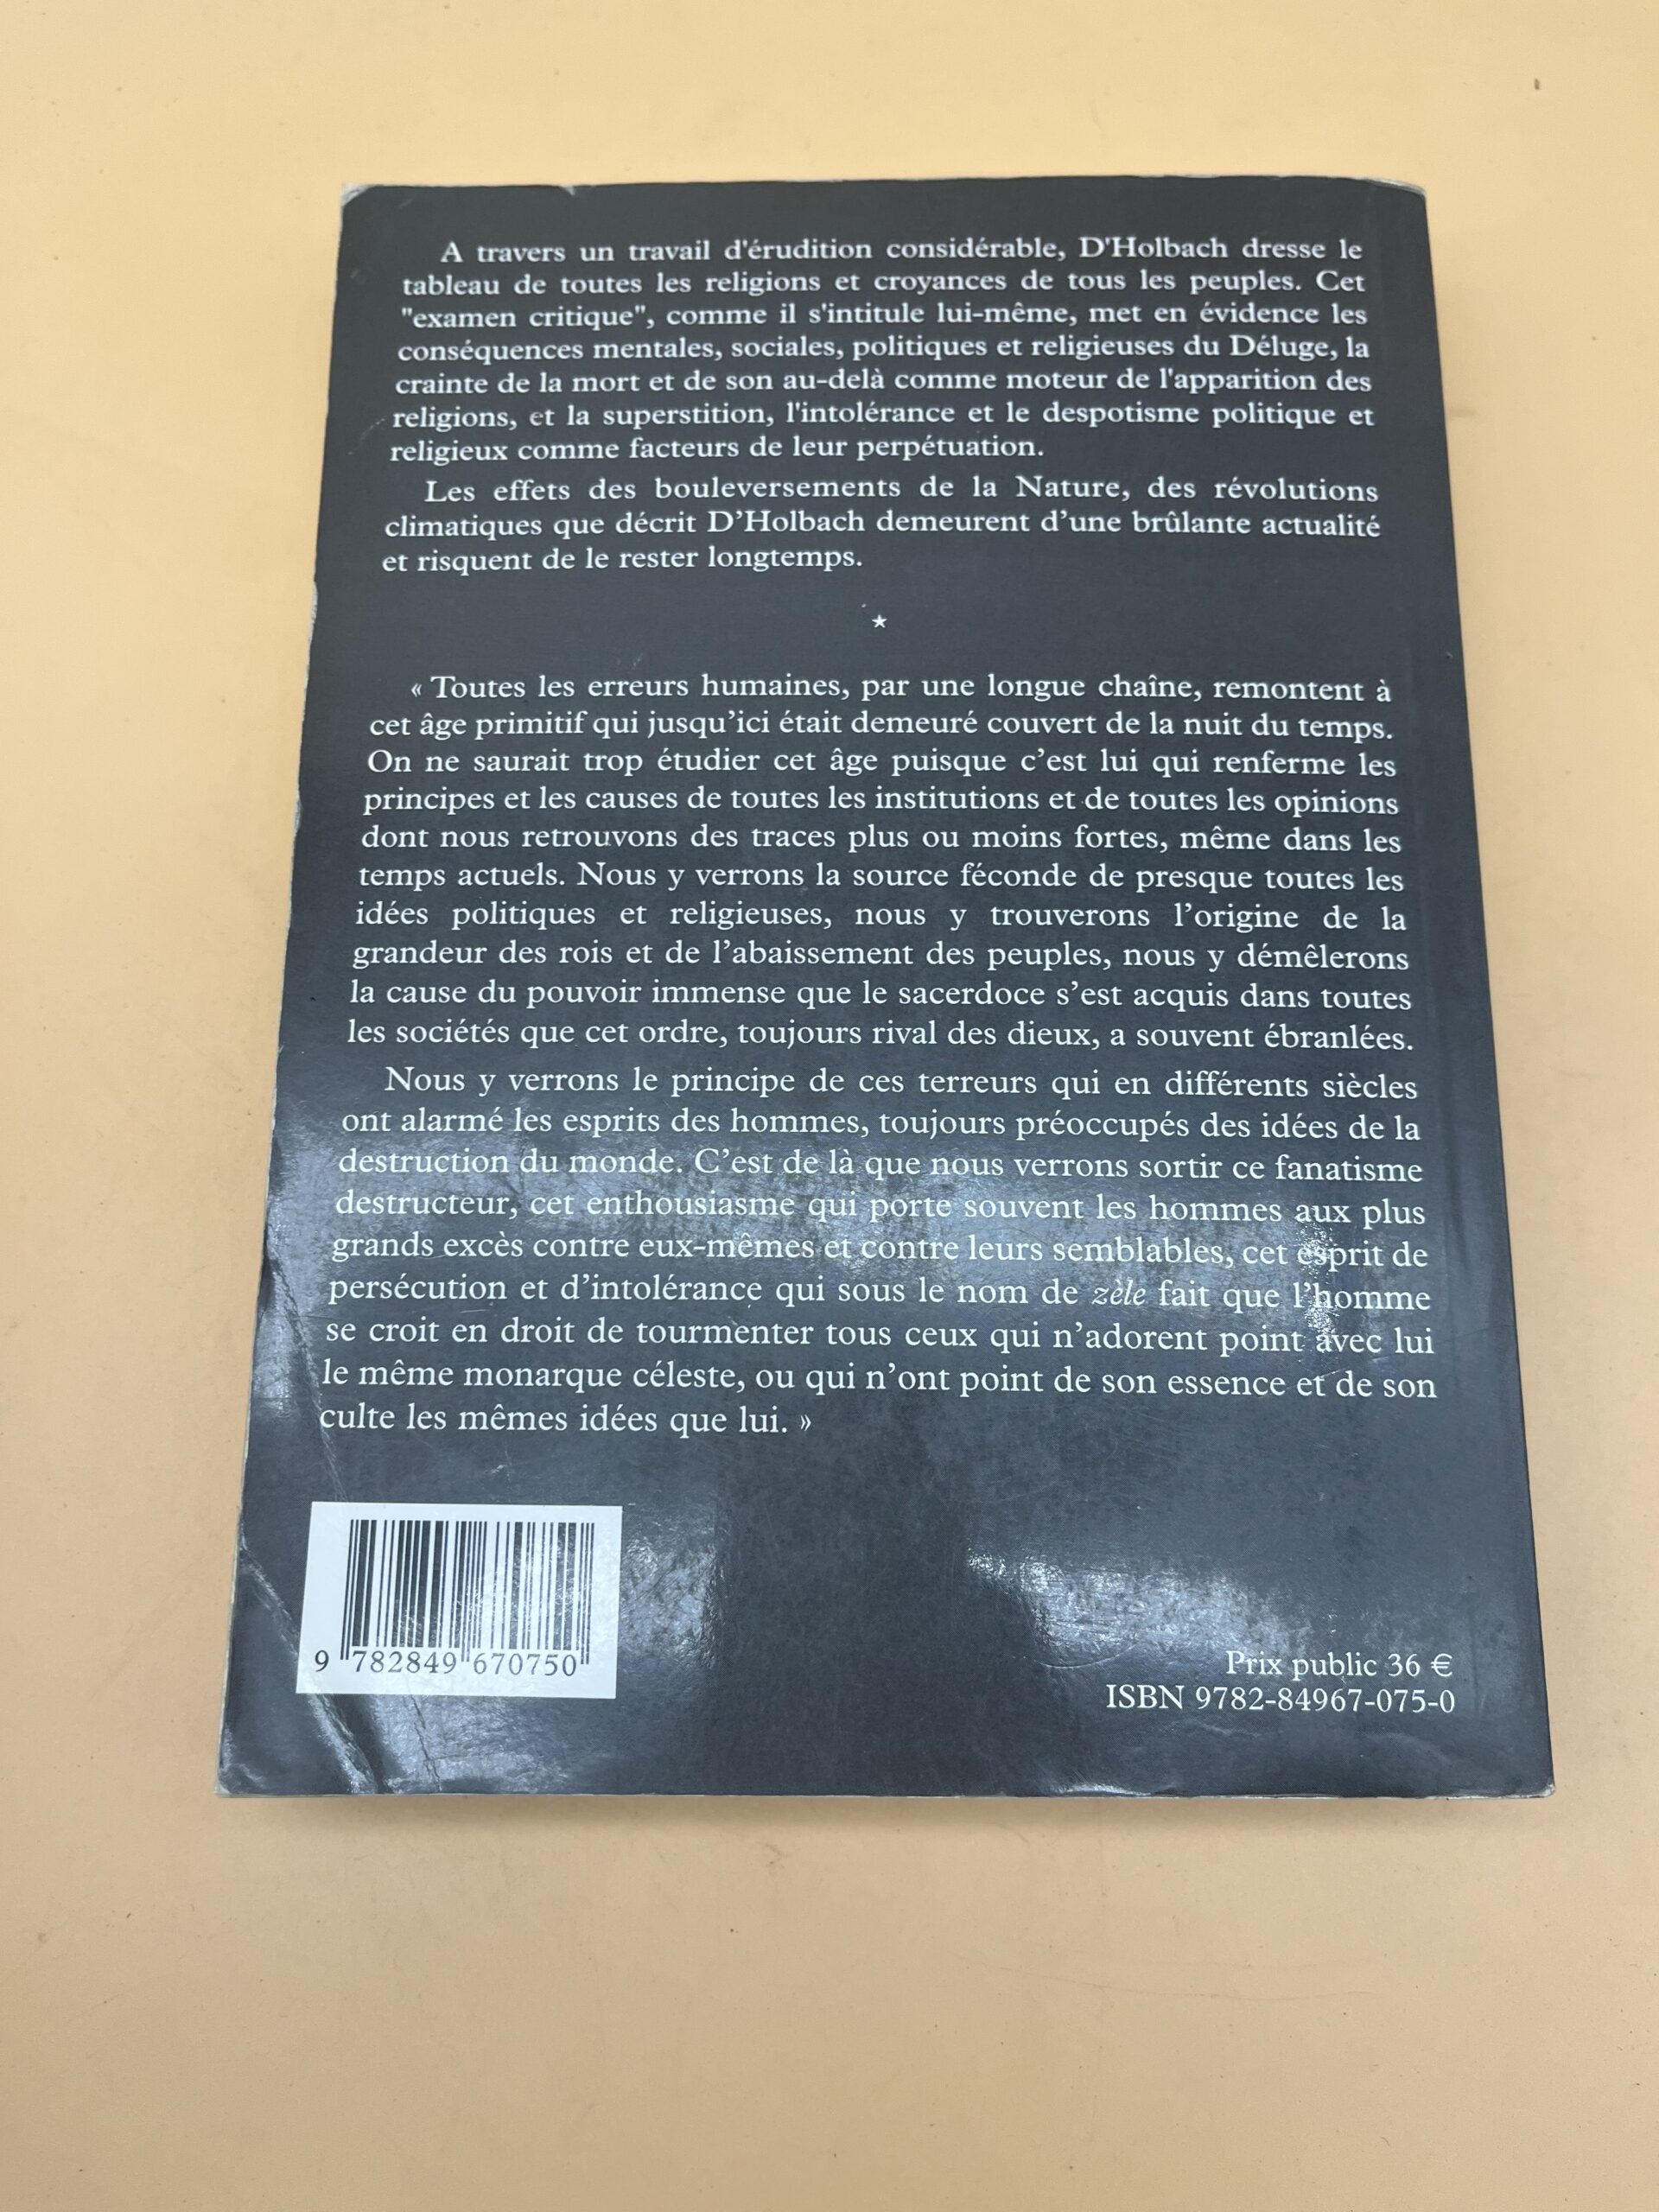 A travers un travail d'érudition considérable, D'Holbach dresse le
tableau de toutes les religions et croyances de tous les peuples. Cet
"examen critique", comme il s'intitule lui-même, met en évidence les
conséquences mentales, sociales, politiques et religieuses du Déluge, la
crainte de la mort et de son au-delà comme moteur de l'apparition des
religions, et la superstition, l'intolérance et le despotisme politique et
religieux comme facteurs de leur perpétuation.
Les effets des bouleversements de la Nature, des révolutions
climatiques que décrit D’Holbach demeurent d’une brûlante actualité
et risquent de le rester longtemps.
★
« Toutes les erreurs humaines, par une longue chaîne, remontent à
cet âge primitif qui jusqu’ici était demeuré couvert de la nuit du temps.
On ne saurait trop étudier cet âge puisque c’est lui qui renferme les
principes et les causes de toutes les institutions et de toutes les opinions
dont nous retrouvons des traces plus ou moins fortes, même dans les
temps actuels. Nous y verrons la source féconde de presque toutes les
idées politiques et religieuses, nous y trouverons l’origine de la
grandeur des rois et de l’abaissement des peuples, nous y démêlerons
la cause du pouvoir immense que le sacerdoce s’est acquis dans toutes
les sociétés que cet ordre, toujours rival des dieux, a souvent ébranlées.
Nous y verrons le principe de ces terreurs qui en différents siècles
ont alarmé les esprits des hommes, toujours préoccupés des idées de la
destruction du monde. C’est de là que nous verrons sortir ce fanatisme
destructeur, cet enthousiasme qui porte souvent les hommes aux plus
grands excès contre eux-mêmes et contre leurs semblables, cet esprit de
persécution et d’intolérance qui sous le nom de zèle fait que l’homme
se croit en droit de tourmenter tous ceux qui n’adorent point avec lui
le même monarque céleste, ou qui n’ont point de son essence et de son
culte les mêmes idées que lui. »
9 782849 670750
Prix public 36 €
ISBN 9782-84967-075-0